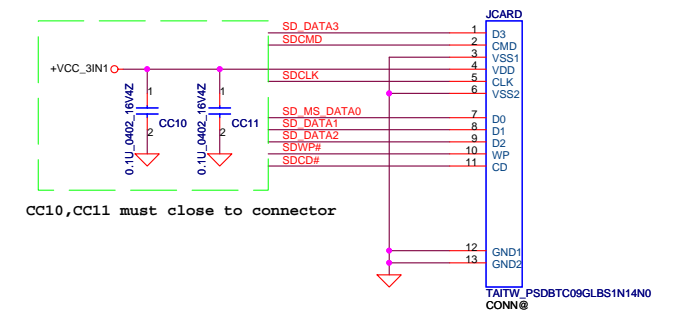 JCARD
SD_DATA3 1 D3
SDCMD 2 CMD
3 VSS1
+VCC_3IN1 4 VDD
SDCLK 5 CLK
6 VSS2
0.1U_0402_16V4Z 1 2 CC10
0.1U_0402_16V4Z 1 2 CC11
SD_MS_DATA0 7 D0
SD_DATA1 8 D1
SD_DATA2 9 D2
SDWP# 10 WP
SDCD# 11 CD
CC10,CC11 must close to connector
12 GND1
13 GND2
TAITW_PSDBTC09GLBS1N14N0
CONN@